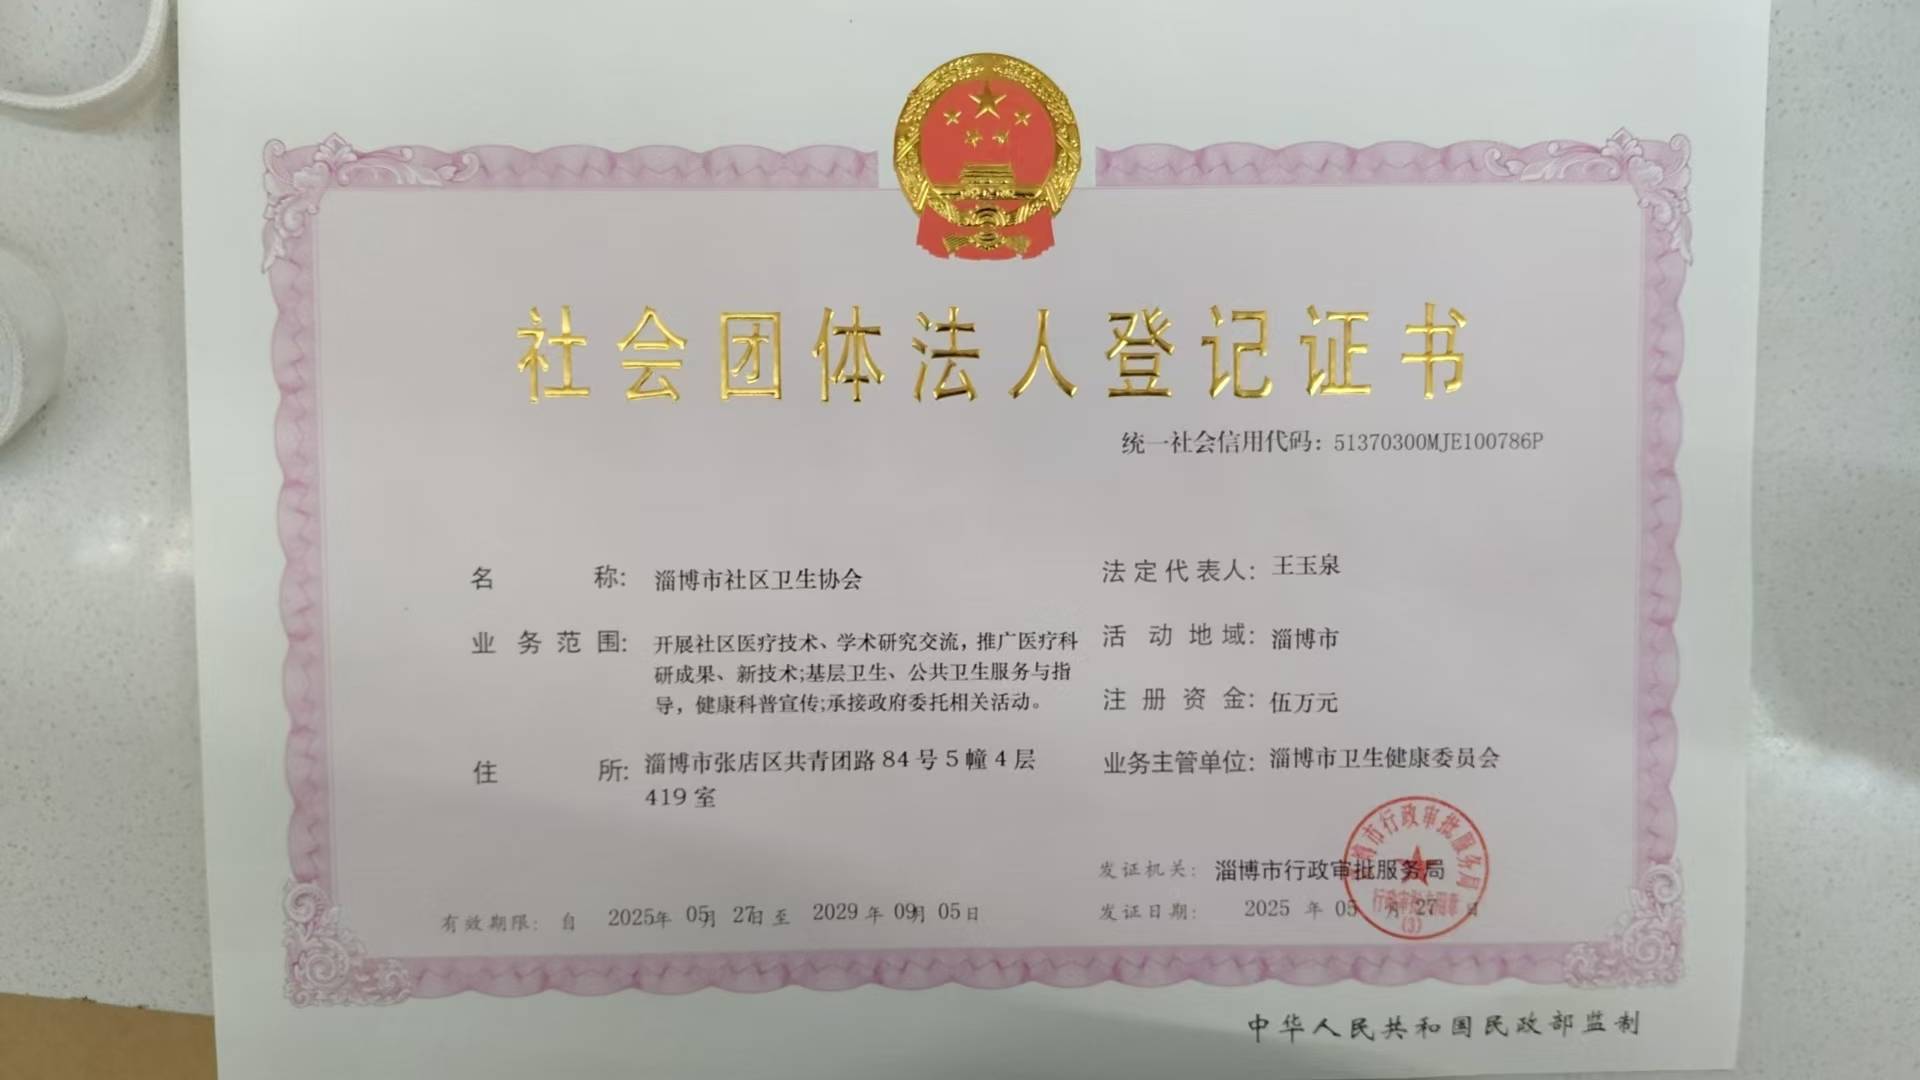 社会团体法人登记证书
统一社会信用代码：51370300MJE100786P
名称：淄博市社区卫生协会
业务范围：开展社区医疗技术、学术研究交流，推广医疗科
研成果、新技术;基层卫生、公共卫生服务与指
导，健康科普宣传;承接政府委托相关活动。
住所：淄博市张店区共青团路84号5幢4层
419室
法定代表人：王玉泉
活动地域：淄博市
注册资金：伍万元
业务主管单位：淄博市卫生健康委员会
发证机关：淄博市行政审批服务局
发证日期：2025年05月27日
有效期限：自2025年05月27日至2029年09月05日
淄博市行政审批服务局
(3)
中华人民共和国民政部监制